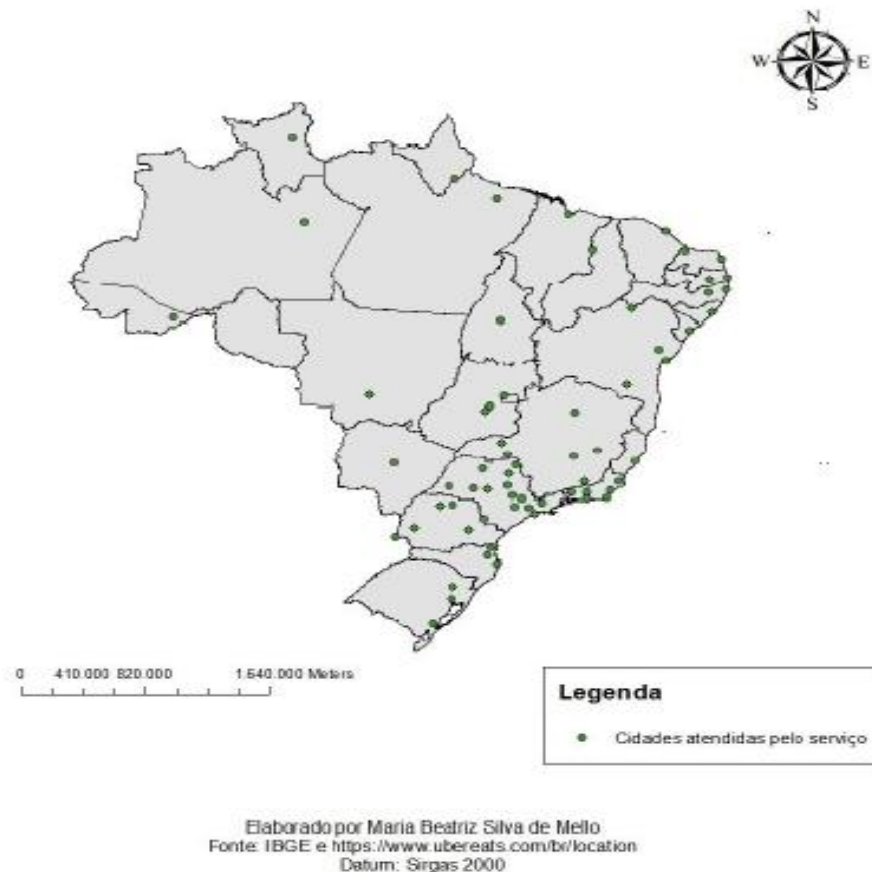 N
W E
S
0 410.000 820.000 1.640.000 Meters
Legenda
Cidades atendidas pelo serviço
Elaborado por Maria Beatriz Silva de Mello
Fonte: IBGE e https://www.ubereats.com/br/location
Datum: Sirgas 2000